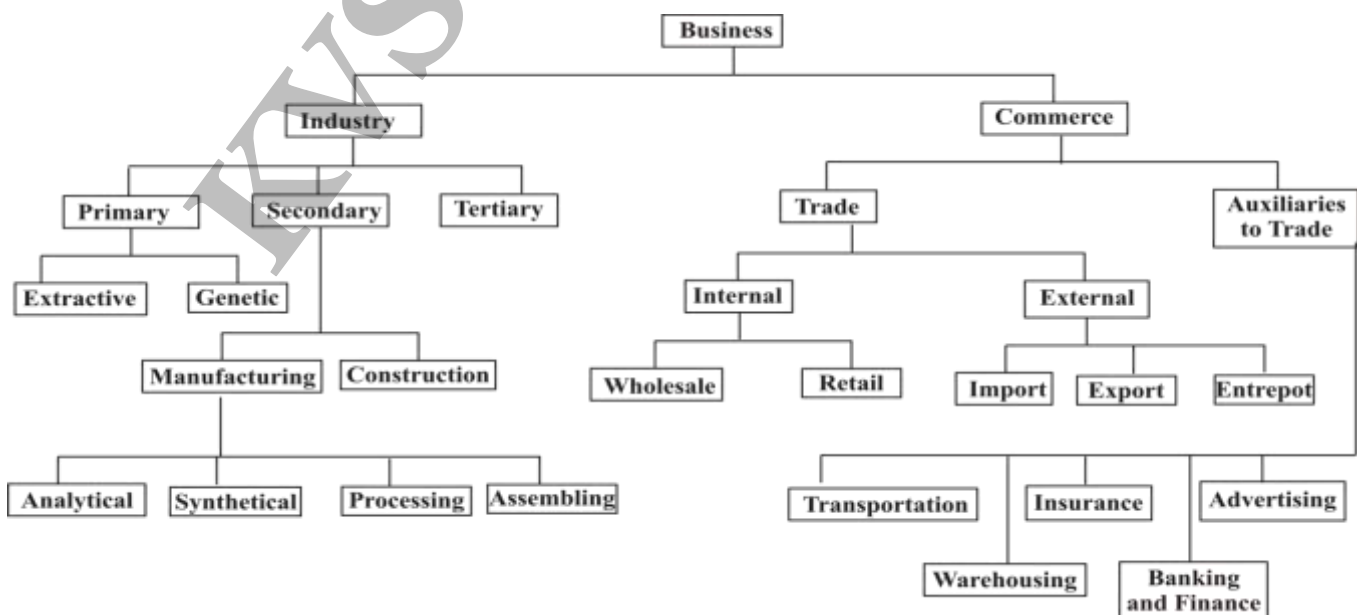 Business
Industry
Commerce
Primary
Secondary
Tertiary
Trade
Auxiliaries
to Trade
Extractive
Genetic
Internal
External
Manufacturing
Construction
Wholesale
Retail
Import
Export
Entrepot
Analytical
Synthetical
Processing
Assembling
Transportation
Insurance
Advertising
Warehousing
Banking
and Finance
KVS